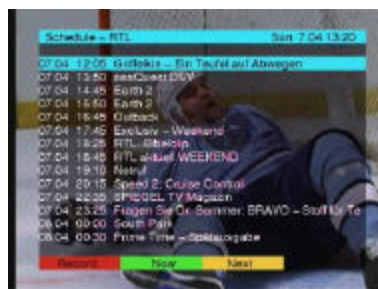 Schedule - RTL Sun 7.04 13:20
07.04 12:05 Griffelkin - Ein Teufel auf Abwegen
07.04 13:50 seaQuest DSV
07.04 14:45 Earth 2
07.04 15:50 Earth 2
07.04 16:45 Outback
07.04 17:45 Exclusiv - Weekend
07.04 18:25 RTL
07.04 18:45 RTL aktuell WEEKEND
07.04 19:10 Notruf
07.04 20:15 Speed 2: Cruise Control
07.04 22:35 SPIEGEL TV Magazin
07.04 23:25 Fragen Sie Dr. Sommer: BRAVO - Stoff für Te
08.04 00:00 South Park
08.04 00:30 Prime Time - Spätausgabe
Record Now Next